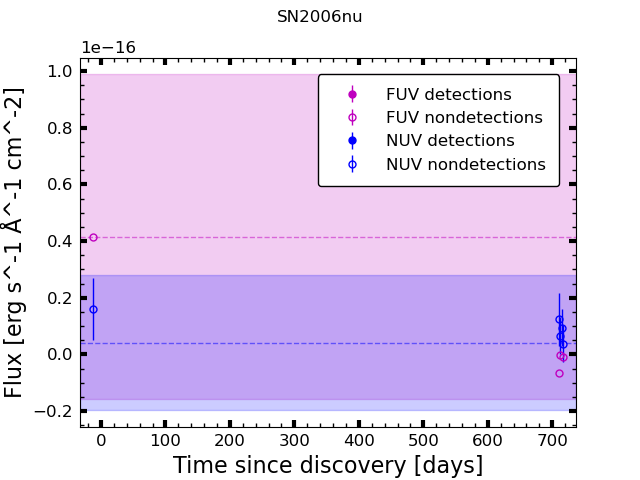 SN2006nu
1e−16
1.0
0.8
0.6
0.4
0.2
0.0
−0.2
Flux [erg s^-1 Å^-1 cm^-2]
FUV detections
FUV nondetections
NUV detections
NUV nondetections
0 100 200 300 400 500 600 700
Time since discovery [days]